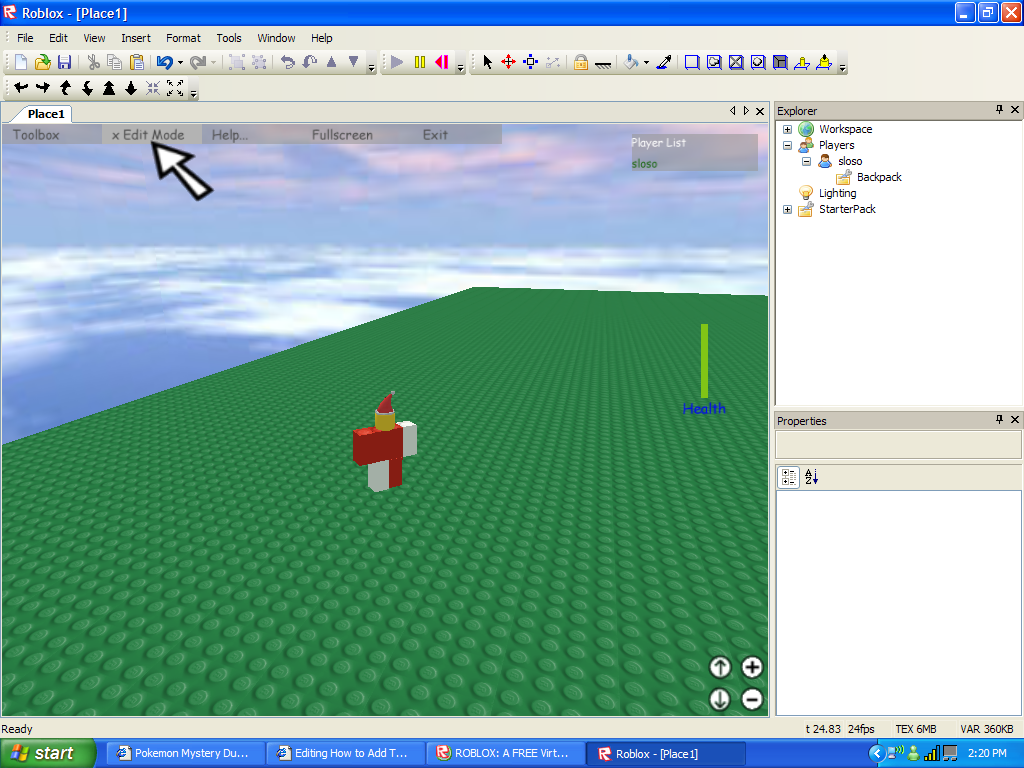 Roblox - [Place1]
File Edit View Insert Format Tools Window Help
Place1
Toolbox x Edit Mode Help... Fullscreen Exit
Player List
sloso
Health
Explorer
Workspace
Players
sloso
Backpack
Lighting
StarterPack
Properties
Ready t 24.83 24fps TEX 6MB VAR 360KB
start Pokemon Mystery Du... Editing How to Add T... ROBLOX: A FREE Virt... Roblox - [Place1] 2:20 PM